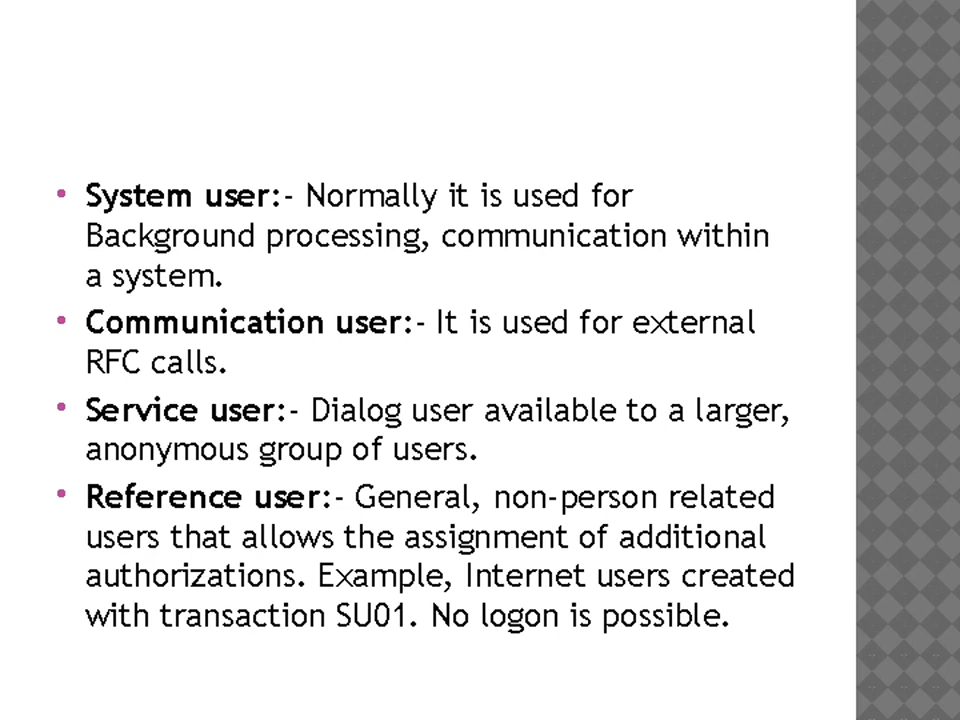 • System user:- Normally it is used for
Background processing, communication within
a system.
• Communication user:- It is used for external
RFC calls.
• Service user:- Dialog user available to a larger,
anonymous group of users.
• Reference user:- General, non-person related
users that allows the assignment of additional
authorizations. Example, Internet users created
with transaction SU01. No logon is possible.